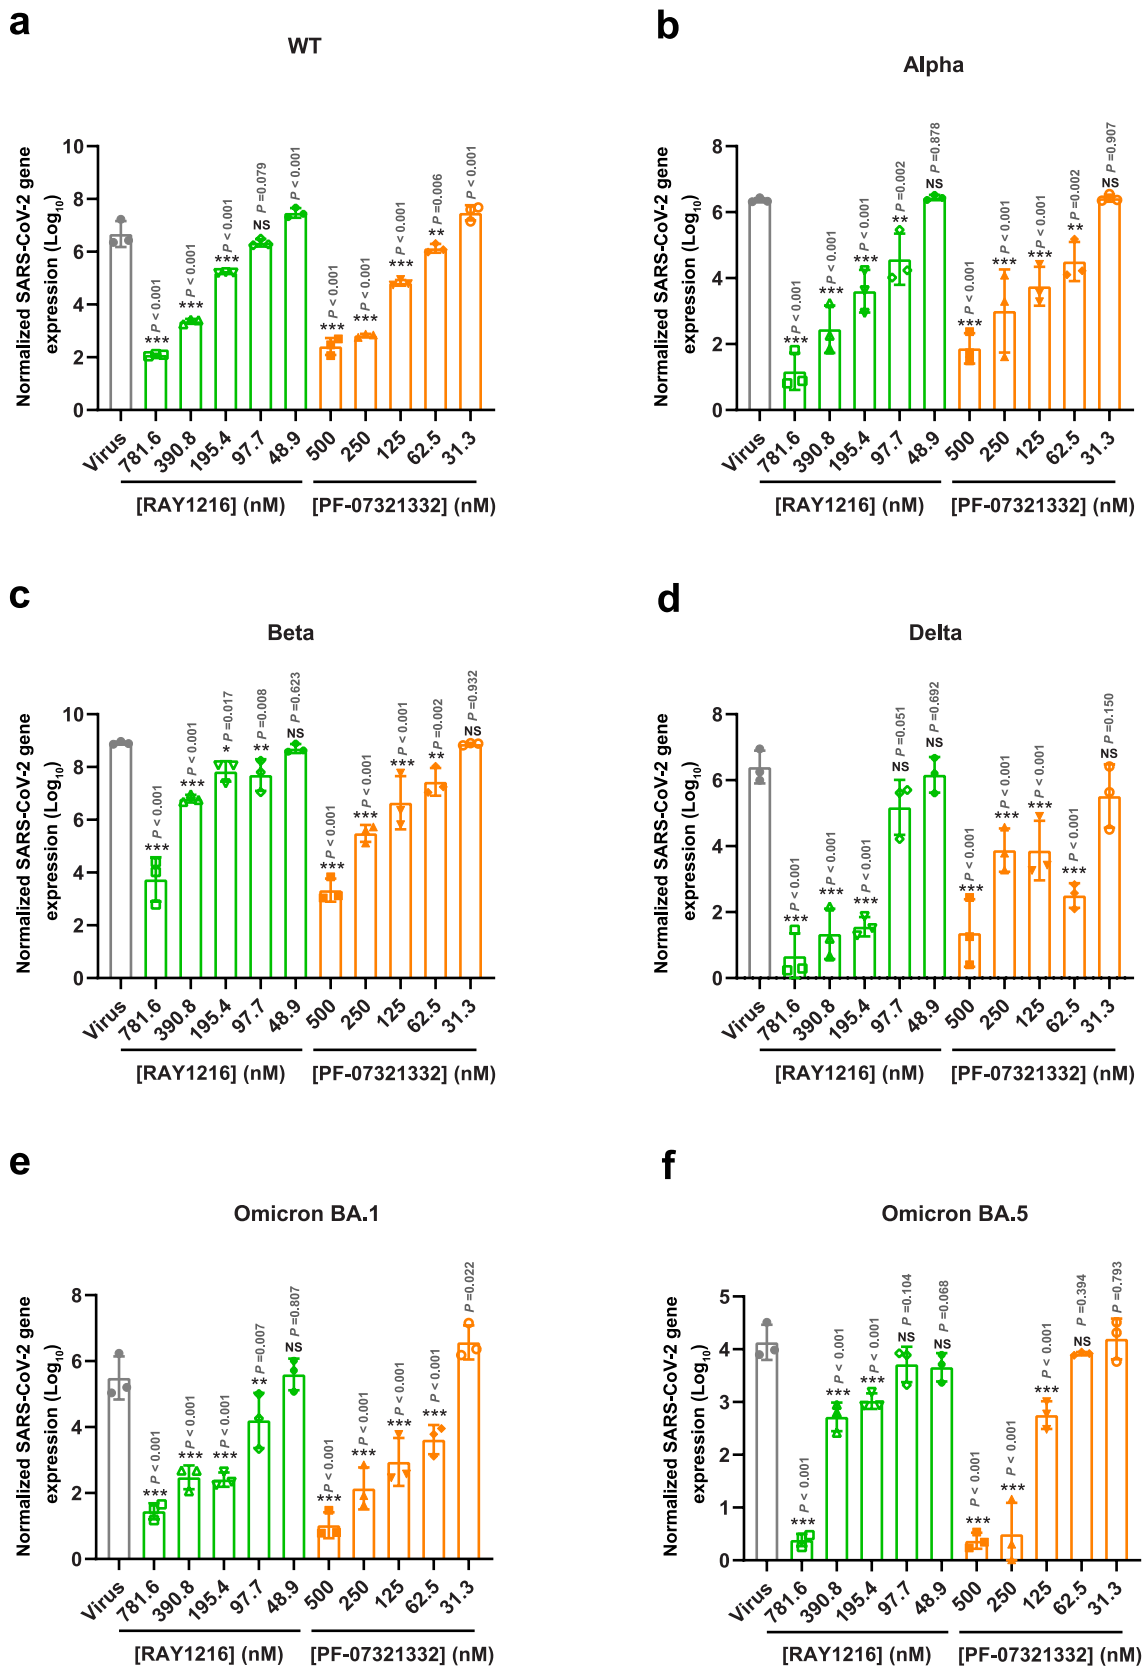 a
WT
Normalized SARS-CoV-2 gene
expression (Log10)
10
8
6
4
2
0
*** P < 0.001
*** P < 0.001
*** P < 0.001
NS P =0.079
P < 0.001
*** P < 0.001
*** P < 0.001
*** P < 0.001
** P =0.006
P < 0.001
Virus 781.6 390.8 195.4 97.7 48.9 500 250 125 62.5 31.3
[RAY1216] (nM) [PF-07321332] (nM)
b
Alpha
Normalized SARS-CoV-2 gene
expression (Log10)
8
6
4
2
0
*** P < 0.001
*** P < 0.001
*** P < 0.001
** P =0.002
NS P =0.878
*** P < 0.001
*** P < 0.001
*** P < 0.001
** P =0.002
NS P =0.907
Virus 781.6 390.8 195.4 97.7 48.9 500 250 125 62.5 31.3
[RAY1216] (nM) [PF-07321332] (nM)
c
Beta
Normalized SARS-CoV-2 gene
expression (Log10)
10
8
6
4
2
0
*** P < 0.001
*** P < 0.001
* P =0.017
** P =0.008
NS P =0.623
*** P < 0.001
*** P < 0.001
*** P < 0.001
** P =0.002
NS P =0.932
Virus 781.6 390.8 195.4 97.7 48.9 500 250 125 62.5 31.3
[RAY1216] (nM) [PF-07321332] (nM)
d
Delta
Normalized SARS-CoV-2 gene
expression (Log10)
8
6
4
2
0
*** P < 0.001
*** P < 0.001
*** P < 0.001
NS P =0.051
NS P =0.692
*** P < 0.001
*** P < 0.001
*** P < 0.001
*** P < 0.001
NS P =0.150
Virus 781.6 390.8 195.4 97.7 48.9 500 250 125 62.5 31.3
[RAY1216] (nM) [PF-07321332] (nM)
e
Omicron BA.1
Normalized SARS-CoV-2 gene
expression (Log10)
8
6
4
2
0
*** P < 0.001
*** P < 0.001
*** P < 0.001
** P =0.007
NS P =0.807
*** P < 0.001
*** P < 0.001
*** P < 0.001
*** P < 0.001
P =0.022
Virus 781.6 390.8 195.4 97.7 48.9 500 250 125 62.5 31.3
[RAY1216] (nM) [PF-07321332] (nM)
f
Omicron BA.5
Normalized SARS-CoV-2 gene
expression (Log10)
5
4
3
2
1
0
*** P < 0.001
*** P < 0.001
*** P < 0.001
NS P =0.104
NS P =0.068
*** P < 0.001
*** P < 0.001
*** P < 0.001
NS P =0.394
P =0.793
Virus 781.6 390.8 195.4 97.7 48.9 500 250 125 62.5 31.3
[RAY1216] (nM) [PF-07321332] (nM)